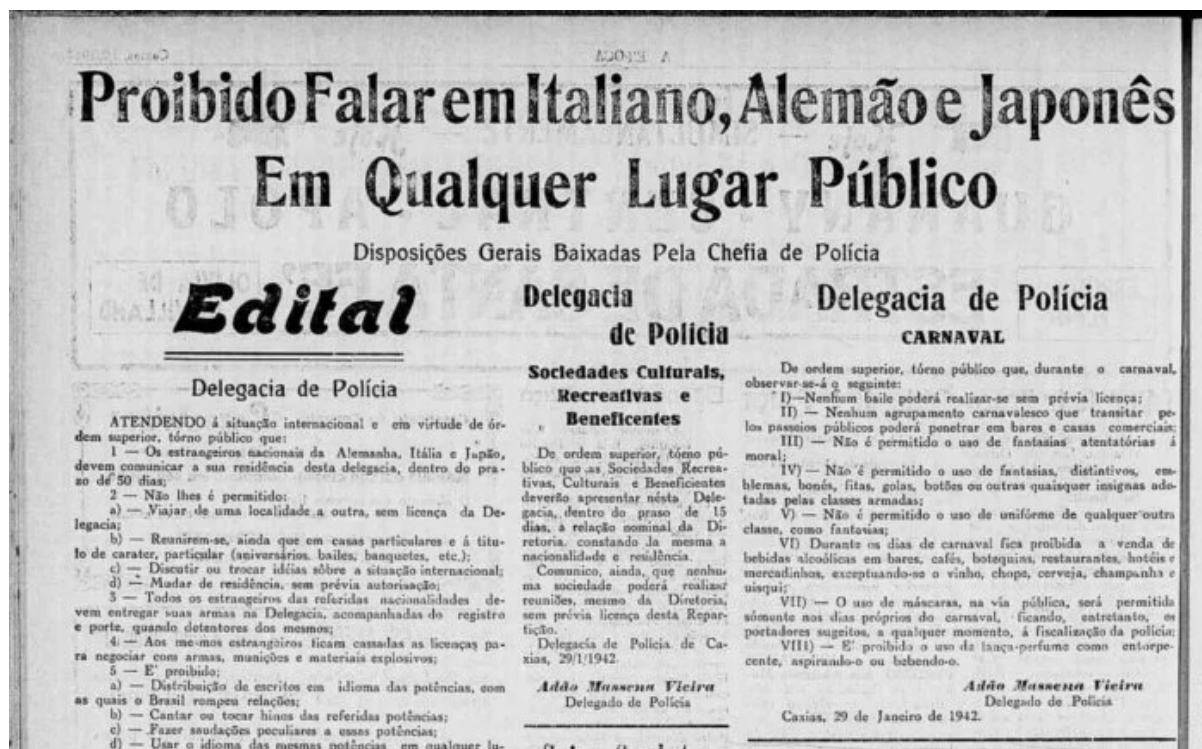 A EPOCA
Proibido Falar em Italiano, Alemão e Japonês
Em Qualquer Lugar Público
Disposições Gerais Baixadas Pela Chefia de Polícia
Edital
Delegacia de Polícia
ATENDENDO á situação internacional e em virtude de ór-
dem superior, tórno público que:
1 — Os estrangeiros nacionais da Alemanha, Itália e Japão,
devem comunicar a sua residência desta delegacia, dentro do pra-
zo de 50 dias;
2 — Não lhes é permitido:
a) — Viajar de uma localidade a outra, sem licença da De-
legacia;
b) — Reunirem-se, ainda que em casas particulares e á titu-
lo de carater, particular (aniversários, bailes, banquetes, etc.);
c) — Discutir ou trocar idéias sôbre a situação internacional;
d) — Mudar de residência, sem prévia autorisação;
3 — Todos os estrangeiros das referidas nacionalidades de-
vem entregar suas armas na Delegacia, acompanhadas do registro
e porte, quando detentores dos mesmos;
4 — Aos mesmos estrangeiros ficam cassadas as licenças pa-
ra negociar com armas, munições e materiais explosivos;
5 — E' proibido;
a) — Distribuição de escritos em idioma das potências, com
as quais o Brasil rompeu relações;
b) — Cantar ou tocar hinos das referidas potências;
c) — Fazer saudações peculiares a essas potências;
d) — Usar o idioma das mesmas potências, em qualquer lu-
Delegacia
de Polícia
Sociedades Culturais,
Recreativas e
Beneficentes
De ordem superior, tórno pú-
blico que as Sociedades Recrea-
tivas, Culturais e Beneficentes
deverão apresentar nésta Dele-
gacia, dentro do praso de 15
dias, a relação nominal da Di-
retoria, constando da mesma a
nacionalidade e residência.
Comunico, ainda, que nenhu-
ma sociedade poderá realizar
reuniões, mesmo da Diretoria,
sem prévia licença desta Repar-
tição.
Delegacia de Polícia de Ca-
xias, 29/1/1942.
Adão Massena Vieira
Delegado de Polícia
Delegacia de Polícia
CARNAVAL
De ordem superior, tórno público que, durante o carnaval,
observar-se-á o seguinte:
I)—Nenhum baile poderá realizar-se sem prévia licença;
II) — Nenhum agrupamento carnavalesco que transitar pe-
los passeios públicos poderá penetrar em bares e casas comerciais;
III) — Não é permitido o uso de fantasias atentatórias á
moral;
IV) — Não é permitido o uso de fantasias, distintivos, em-
blemas, bonés, fitas, golas, botões ou outras quaisquer insignas ado-
tadas pelas classes armadas;
V) — Não é permitido o uso de unifórme de qualquer outra
classe, como fantasias;
VI) Durante os dias de carnaval fica proibida a venda de
bebidas alcoólicas em bares, cafés, botequins, restaurantes, hotéis e
mercadinhos, exceptuando-se o vinho, chopp, cerveja, champanha e
uisqui;
VII) — O uso de máscaras, na via pública, será permitida
sómente nos dias próprios do carnaval, ficando, entretanto, os
portadores sugeitos, a qualquer momento, á fiscalização da polícia;
VIII) — E' proibido o uso da lança-perfume como entorpe-
cente, aspirando-o ou bebendo-o.
Adão Massena Vieira
Delegado de Polícia
Caxias, 29 de Janeiro de 1942.